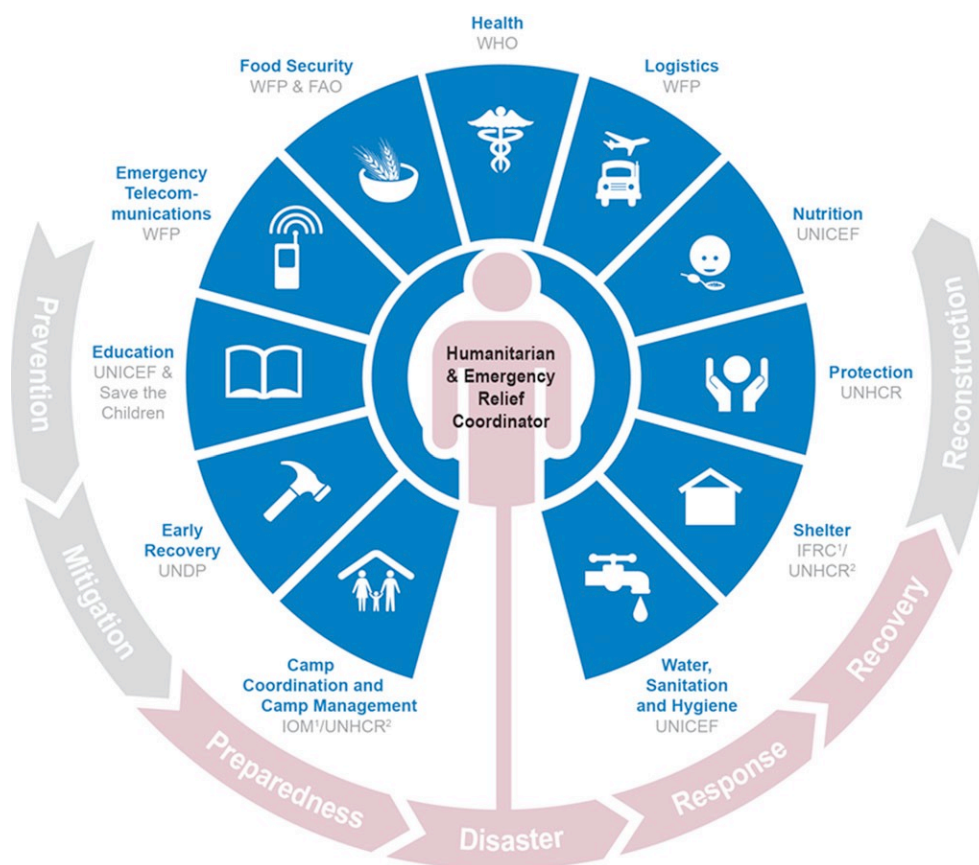 Health
WHO
Food Security
WFP & FAO
Logistics
WFP
Emergency
Telecom-
munications
WFP
Nutrition
UNICEF
Education
UNICEF &
Save the
Children
Humanitarian
& Emergency
Relief
Coordinator
Protection
UNHCR
Early
Recovery
UNDP
Shelter
IFRC¹/
UNHCR²
Camp
Coordination and
Camp Management
IOM¹/UNHCR²
Water,
Sanitation
and Hygiene
UNICEF
Prevention
Mitigation
Preparedness
Disaster
Response
Recovery
Reconstruction